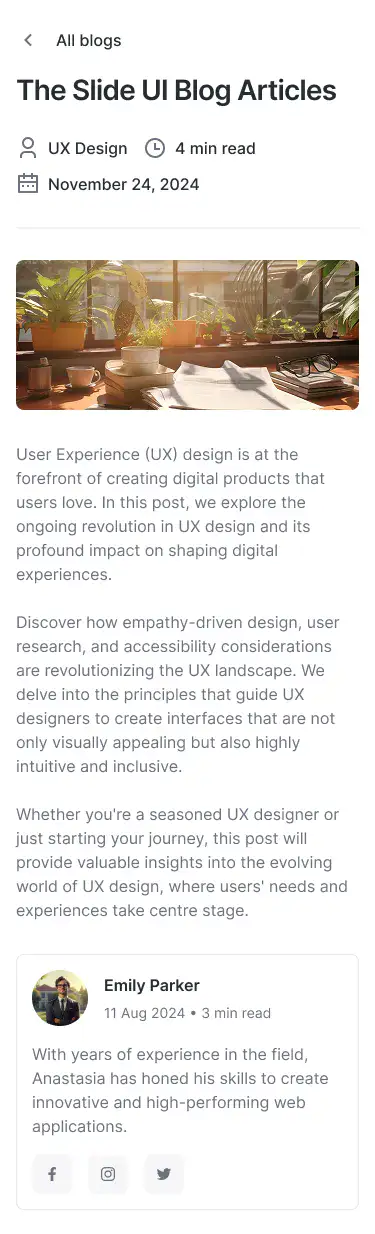 All blogs
The Slide UI Blog Articles
UX Design 4 min read
November 24, 2024
User Experience (UX) design is at the
forefront of creating digital products that
users love. In this post, we explore the
ongoing revolution in UX design and its
profound impact on shaping digital
experiences.
Discover how empathy-driven design, user
research, and accessibility considerations
are revolutionizing the UX landscape. We
delve into the principles that guide UX
designers to create interfaces that are not
only visually appealing but also highly
intuitive and inclusive.
Whether you're a seasoned UX designer or
just starting your journey, this post will
provide valuable insights into the evolving
world of UX design, where users' needs and
experiences take centre stage.
Emily Parker
11 Aug 2024 • 3 min read
With years of experience in the field,
Anastasia has honed his skills to create
innovative and high-performing web
applications.